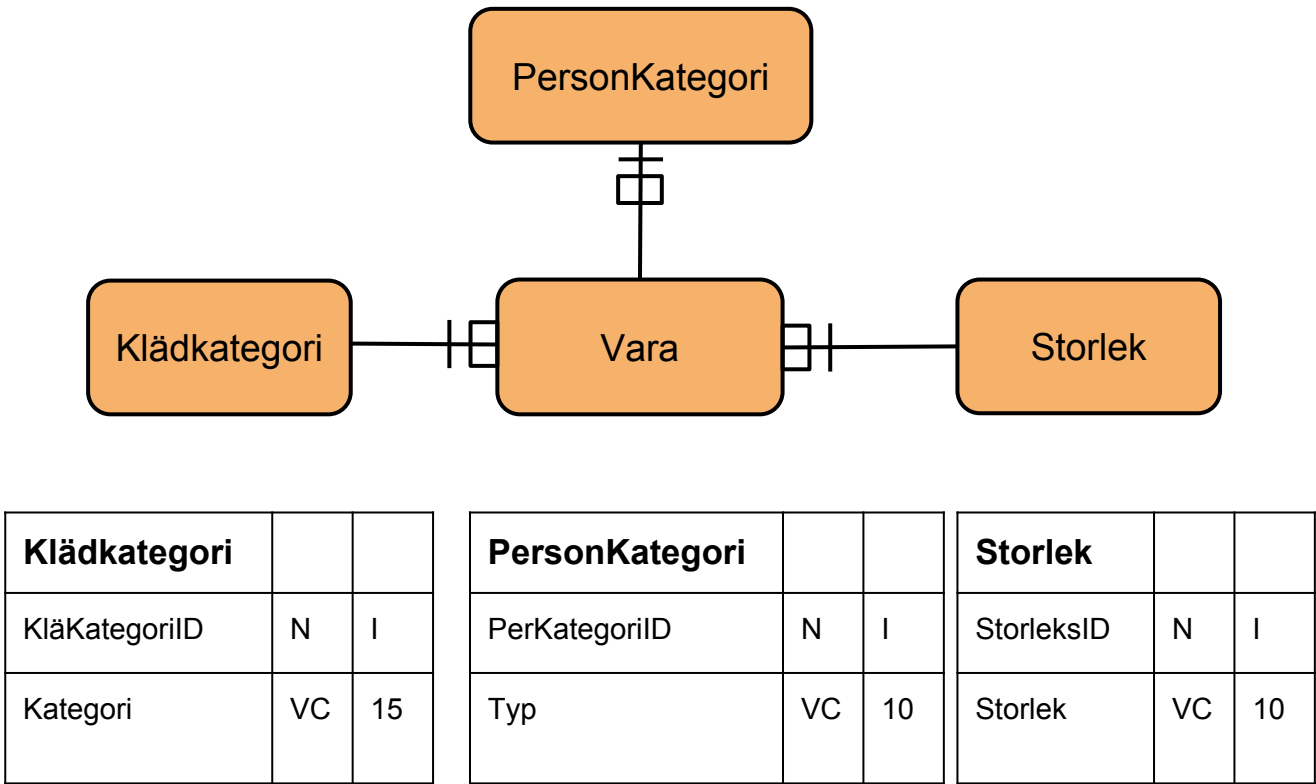 PersonKategori
Klädkategori
Vara
Storlek
Klädkategori
KläKategoriID N I
Kategori VC 15
PersonKategori
PerKategoriID N I
Typ VC 10
Storlek
StorleksID N I
Storlek VC 10